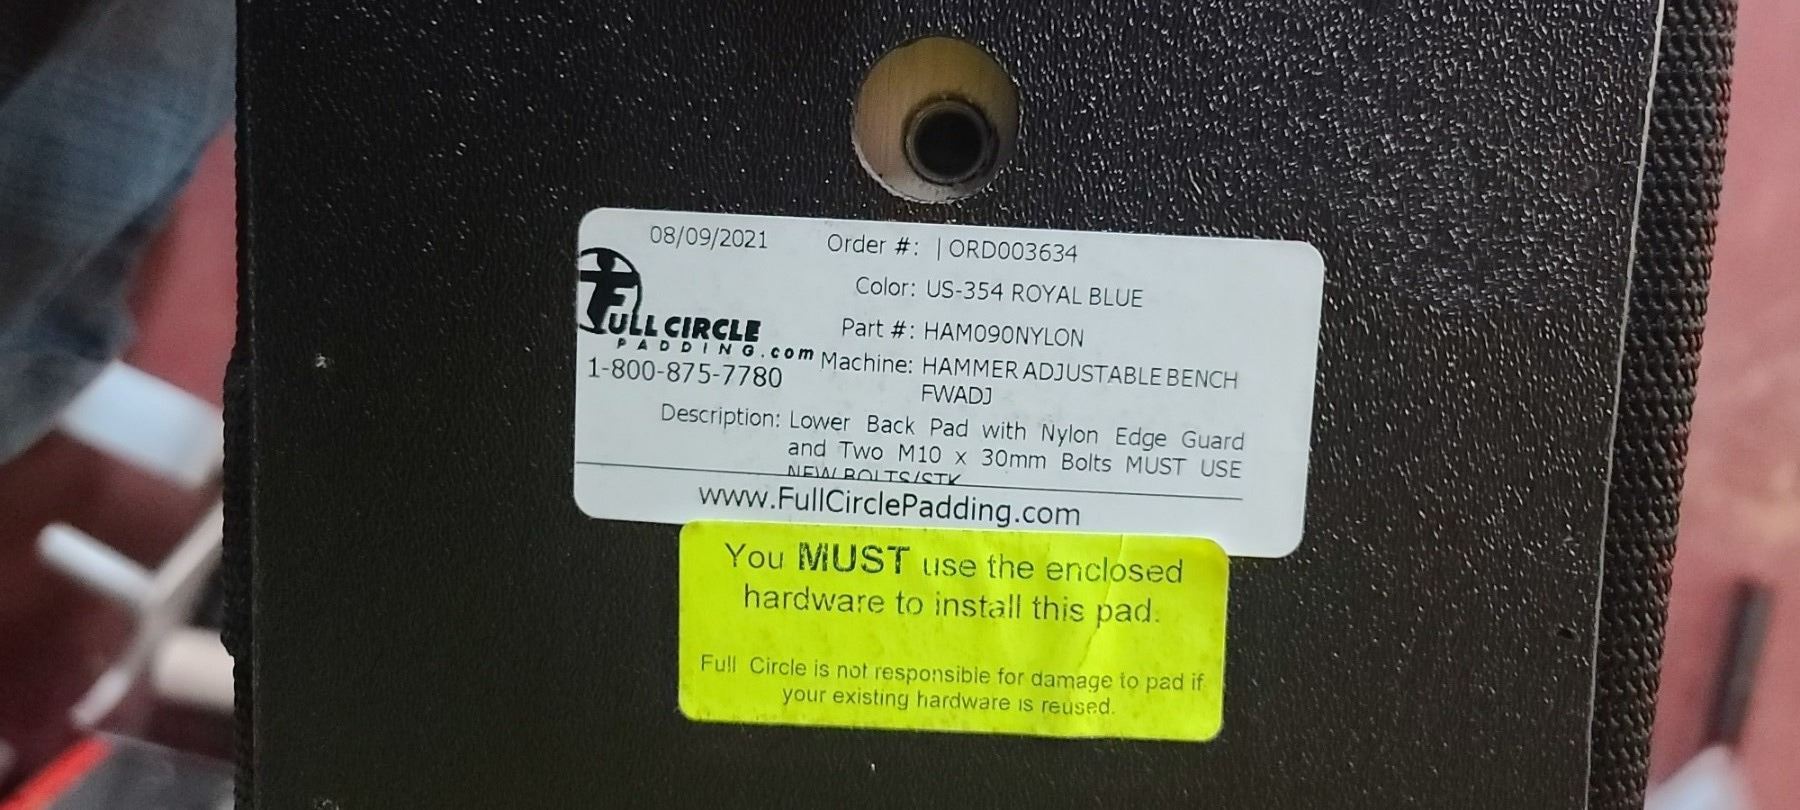 08/09/2021 Order #: | ORD003634
Color: US-354 ROYAL BLUE
FULL CIRCLE
PADDING.com
Part #: HAM090NYLON
1-800-875-7780
Machine: HAMMER ADJUSTABLE BENCH
FWADJ
Description: Lower Back Pad with Nylon Edge Guard
and Two M10 x 30mm Bolts MUST USE
NEW BOLTS/STK
www.FullCirclePadding.com
You MUST use the enclosed
hardware to install this pad.
Full Circle is not responsible for damage to pad if
your existing hardware is reused.